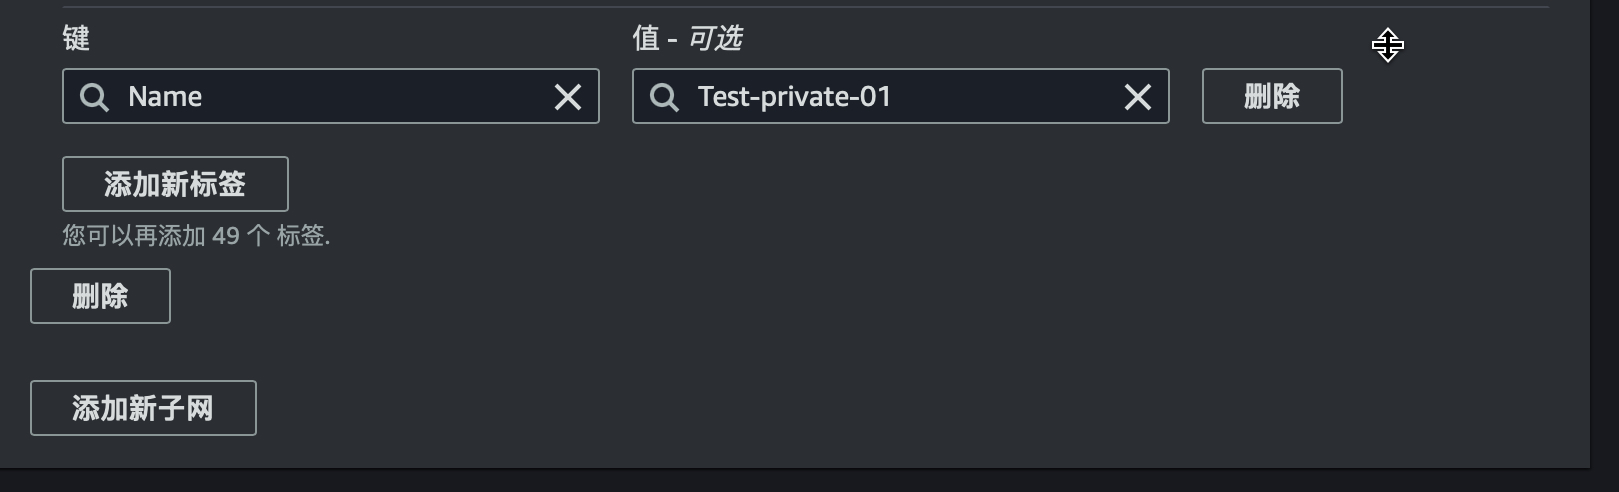 键 值 - 可选
Name Test-private-01 删除
添加新标签
您可以再添加 49 个 标签.
删除
添加新子网